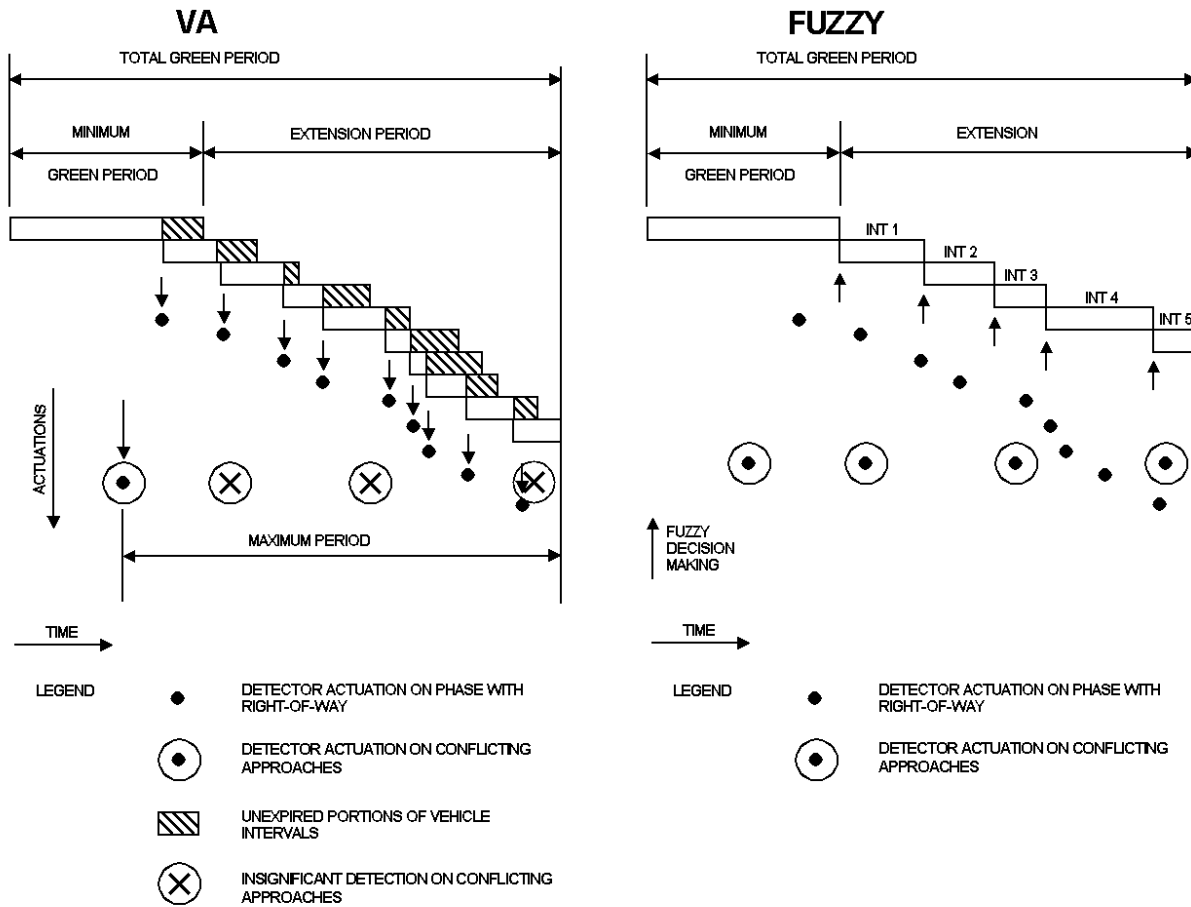 VA
TOTAL GREEN PERIOD
MINIMUM
EXTENSION PERIOD
GREEN PERIOD
ACTUATIONS
MAXIMUM PERIOD
TIME
LEGEND
DETECTOR ACTUATION ON PHASE WITH
RIGHT-OF-WAY
DETECTOR ACTUATION ON CONFLICTING
APPROACHES
UNEXPIRED PORTIONS OF VEHICLE
INTERVALS
INSIGNIFICANT DETECTION ON CONFLICTING
APPROACHES
FUZZY
TOTAL GREEN PERIOD
MINIMUM
EXTENSION
GREEN PERIOD
INT 1
INT 2
INT 3
INT 4
INT 5
FUZZY
DECISION
MAKING
TIME
LEGEND
DETECTOR ACTUATION ON PHASE WITH
RIGHT-OF-WAY
DETECTOR ACTUATION ON CONFLICTING
APPROACHES